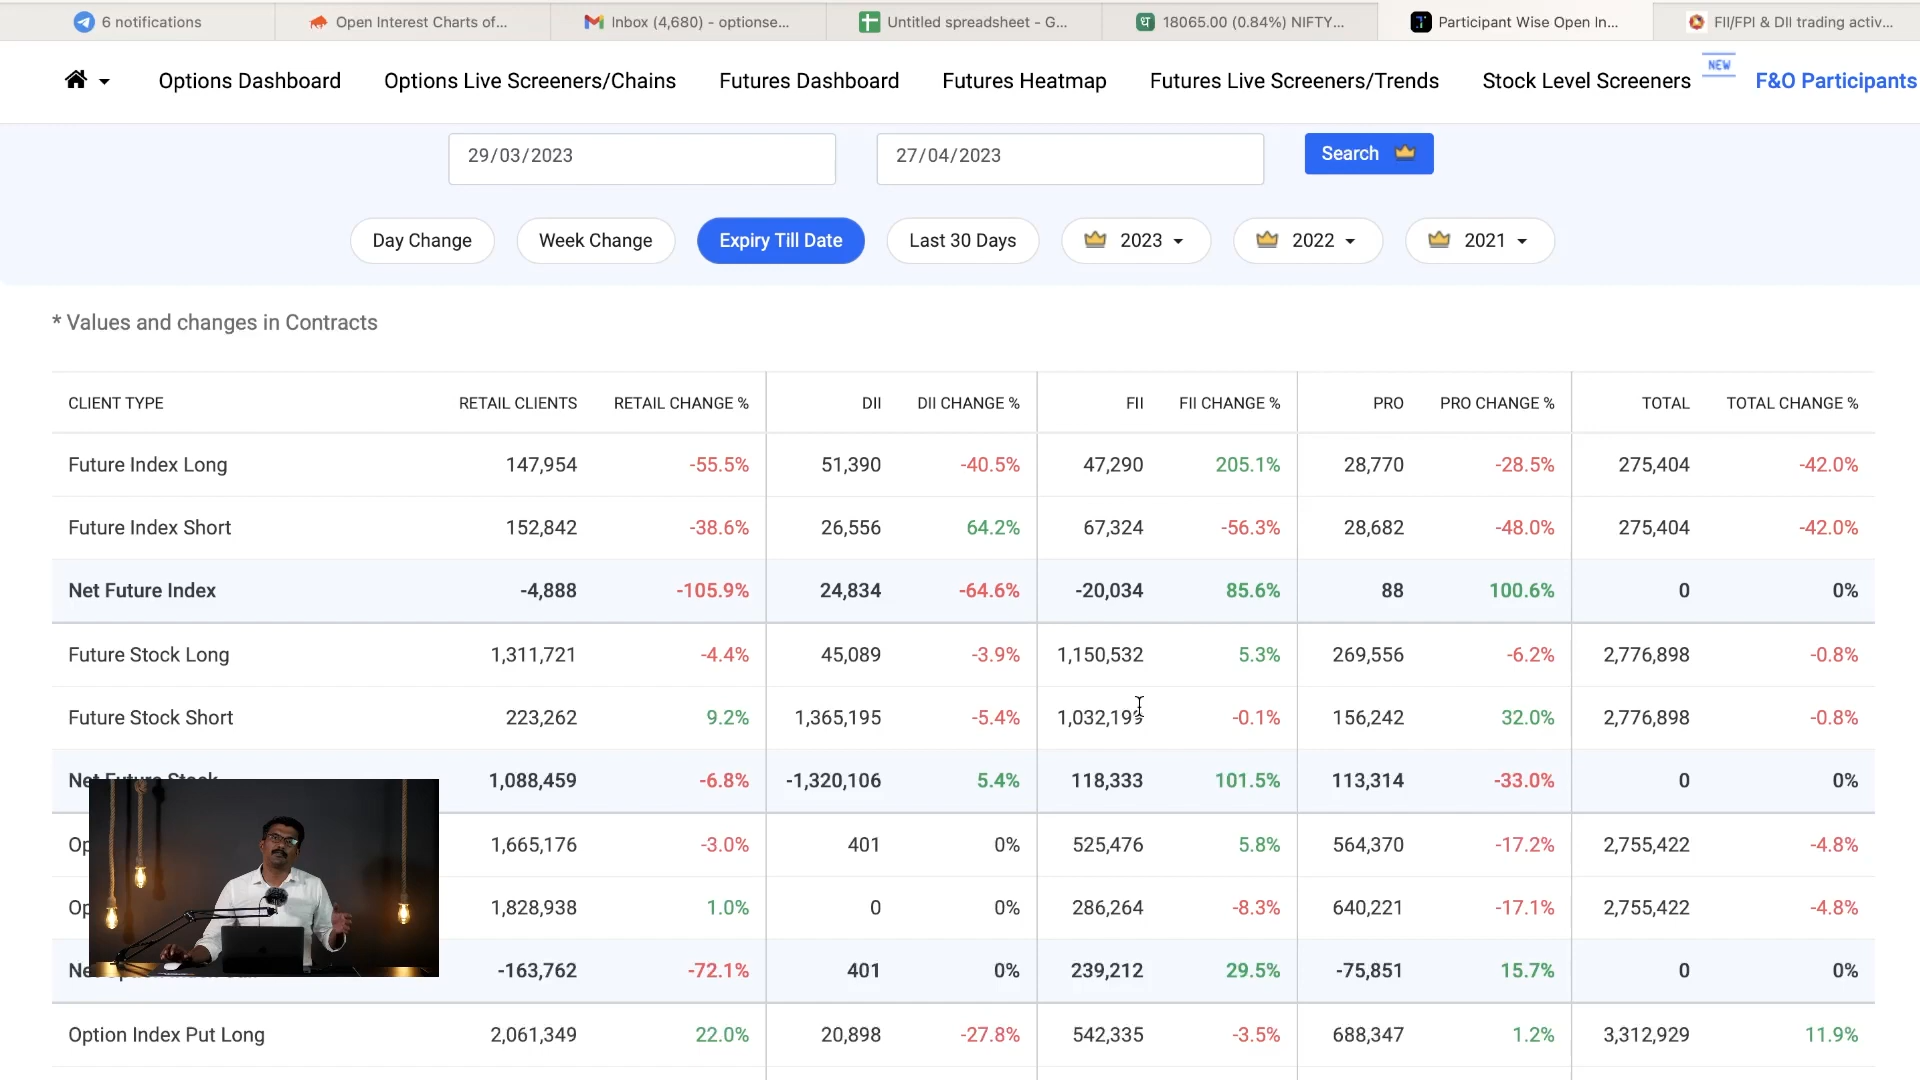 6 notifications
Open Interest Charts of...
Inbox (4,680) - optionse...
Untitled spreadsheet - G...
18065.00 (0.84%) NIFTY...
Participant Wise Open In...
FII/FPI & DII trading activ...
Options Dashboard
Options Live Screeners/Chains
Futures Dashboard
Futures Heatmap
Futures Live Screeners/Trends
Stock Level Screeners
NEW
F&O Participants
29/03/2023
27/04/2023
Search
Day Change
Week Change
Expiry Till Date
Last 30 Days
2023
2022
2021
* Values and changes in Contracts
CLIENT TYPE RETAIL CLIENTS RETAIL CHANGE % DII DII CHANGE % FII FII CHANGE % PRO PRO CHANGE % TOTAL TOTAL CHANGE %
Future Index Long 147,954 -55.5% 51,390 -40.5% 47,290 205.1% 28,770 -28.5% 275,404 -42.0%
Future Index Short 152,842 -38.6% 26,556 64.2% 67,324 -56.3% 28,682 -48.0% 275,404 -42.0%
Net Future Index -4,888 -105.9% 24,834 -64.6% -20,034 85.6% 88 100.6% 0 0%
Future Stock Long 1,311,721 -4.4% 45,089 -3.9% 1,150,532 5.3% 269,556 -6.2% 2,776,898 -0.8%
Future Stock Short 223,262 9.2% 1,365,195 -5.4% 1,032,199 -0.1% 156,242 32.0% 2,776,898 -0.8%
Net Future Stock 1,088,459 -6.8% -1,320,106 5.4% 118,333 101.5% 113,314 -33.0% 0 0%
1,665,176 -3.0% 401 0% 525,476 5.8% 564,370 -17.2% 2,755,422 -4.8%
1,828,938 1.0% 0 0% 286,264 -8.3% 640,221 -17.1% 2,755,422 -4.8%
-163,762 -72.1% 401 0% 239,212 29.5% -75,851 15.7% 0 0%
Option Index Put Long 2,061,349 22.0% 20,898 -27.8% 542,335 -3.5% 688,347 1.2% 3,312,929 11.9%